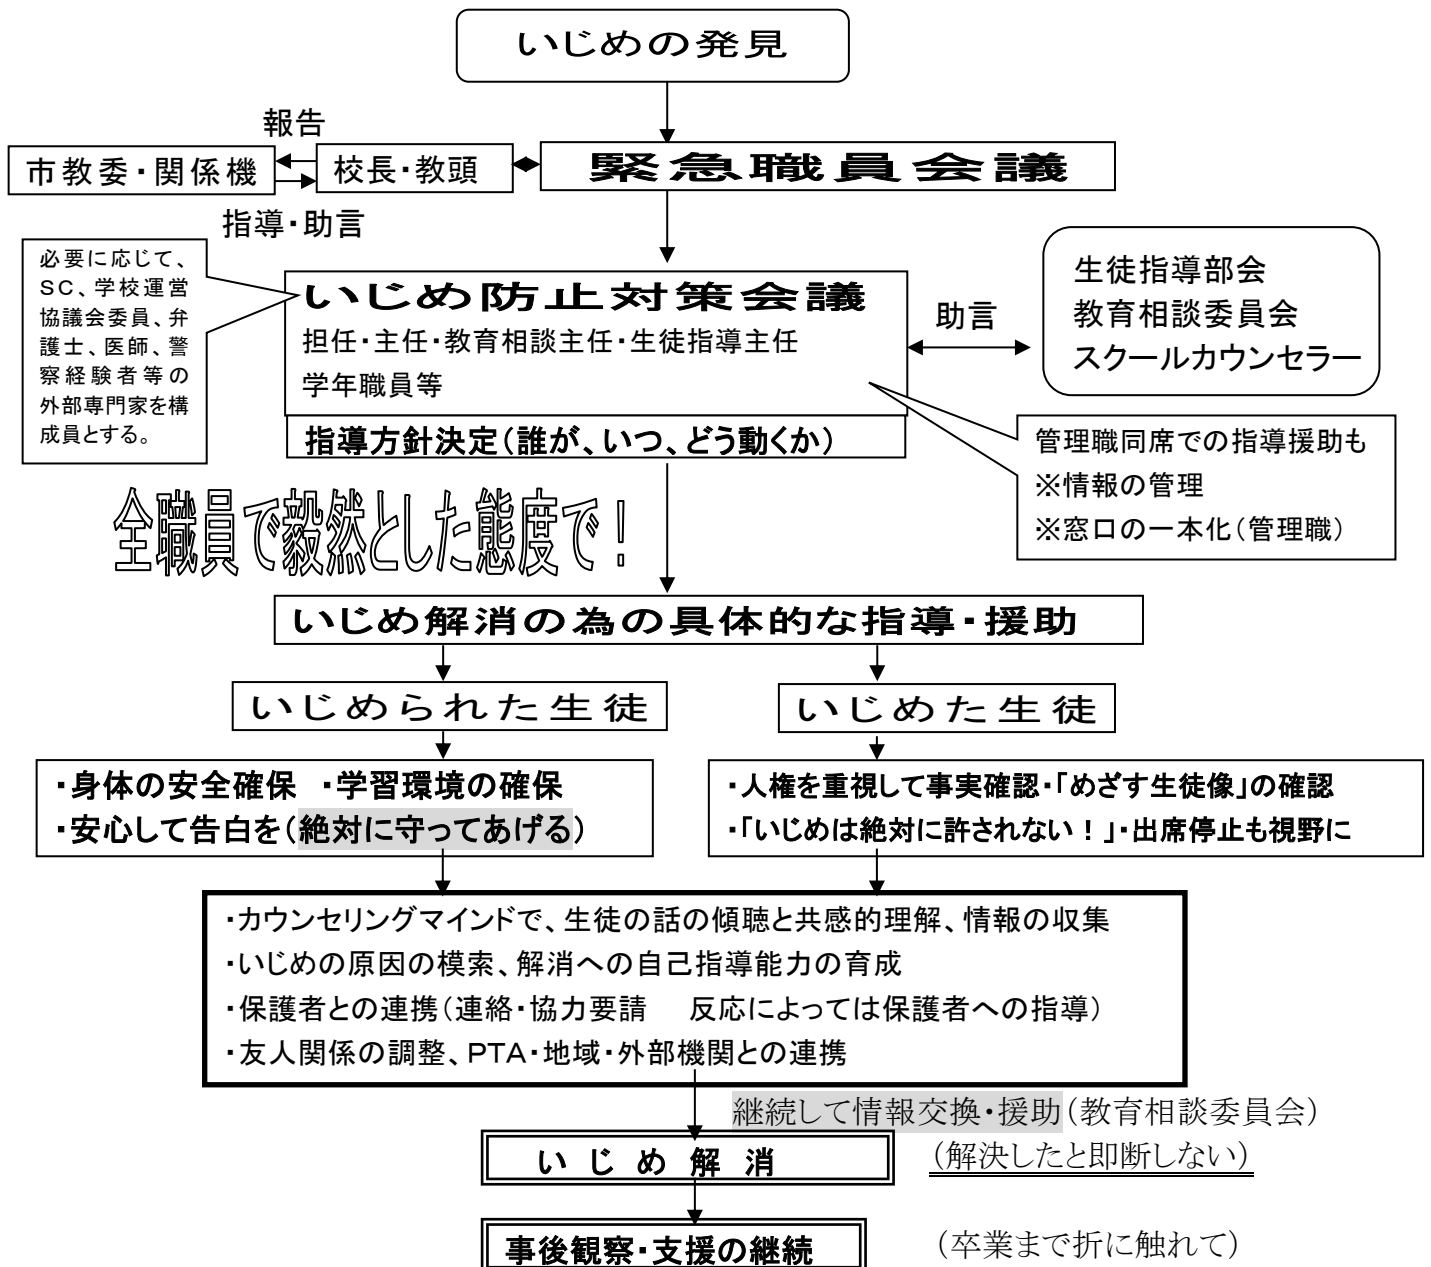 いじめの発見
報告
市教委・関係機
校長・教頭
緊急職員会議
指導・助言
必要に応じて、
SC、学校運営
協議会委員、弁
護士、医師、警
察経験者等の
外部専門家を構
成員とする。
いじめ防止対策会議
担任・主任・教育相談主任・生徒指導主任
学年職員等
助言
生徒指導部会
教育相談委員会
スクールカウンセラー
指導方針決定(誰が、いつ、どう動くか)
管理職同席での指導援助も
※情報の管理
※窓口の一本化(管理職)
全職員で毅然とした態度で!
いじめ解消の為の具体的な指導・援助
いじめられた生徒
いじめた生徒
・身体の安全確保 ・学習環境の確保
・安心して告白を(絶対に守ってあげる)
・人権を重視して事実確認・「めざす生徒像」の確認
・「いじめは絶対に許されない!」・出席停止も視野に
・カウンセリングマインドで、生徒の話の傾聴と共感的理解、情報の収集
・いじめの原因の模索、解消への自己指導能力の育成
・保護者との連携(連絡・協力要請 反応によっては保護者への指導)
・友人関係の調整、PTA・地域・外部機関との連携
継続して情報交換・援助(教育相談委員会)
いじめ解消
(解決したと即断しない)
事後観察・支援の継続
(卒業まで折に触れて)